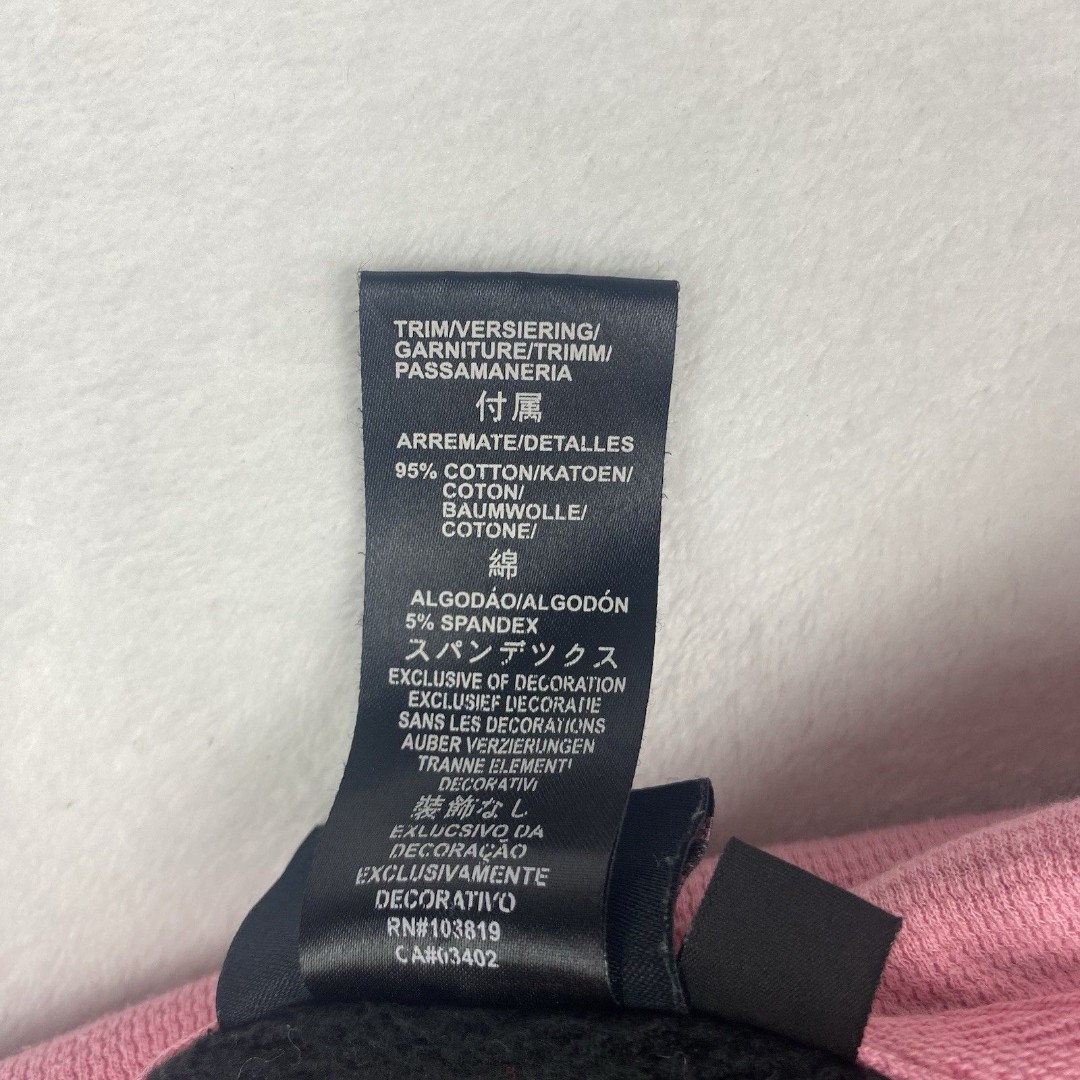 TRIM/VERSIERING/
GARNITURE/TRIMM/
PASSAMANERIA
付属
ARREMATE/DETALLES
95% COTTON/KATOEN/
COTON/
BAUMWOLLE/
COTONE/
綿
ALGODÁO/ALGODÓN
5% SPANDEX
スパンデックス
EXCLUSIVE OF DECORATION
EXCLUSIEF DECORATIE
SANS LES DECORATIONS
AUBER VERZIERUNGEN
TRANNE ELEMENTI
DECORATIVI
装飾なし
EXLUCSIVO DA
DECORAÇÃO
EXCLUSIVAMENTE
DECORATIVO
RN#103819
CA#03402